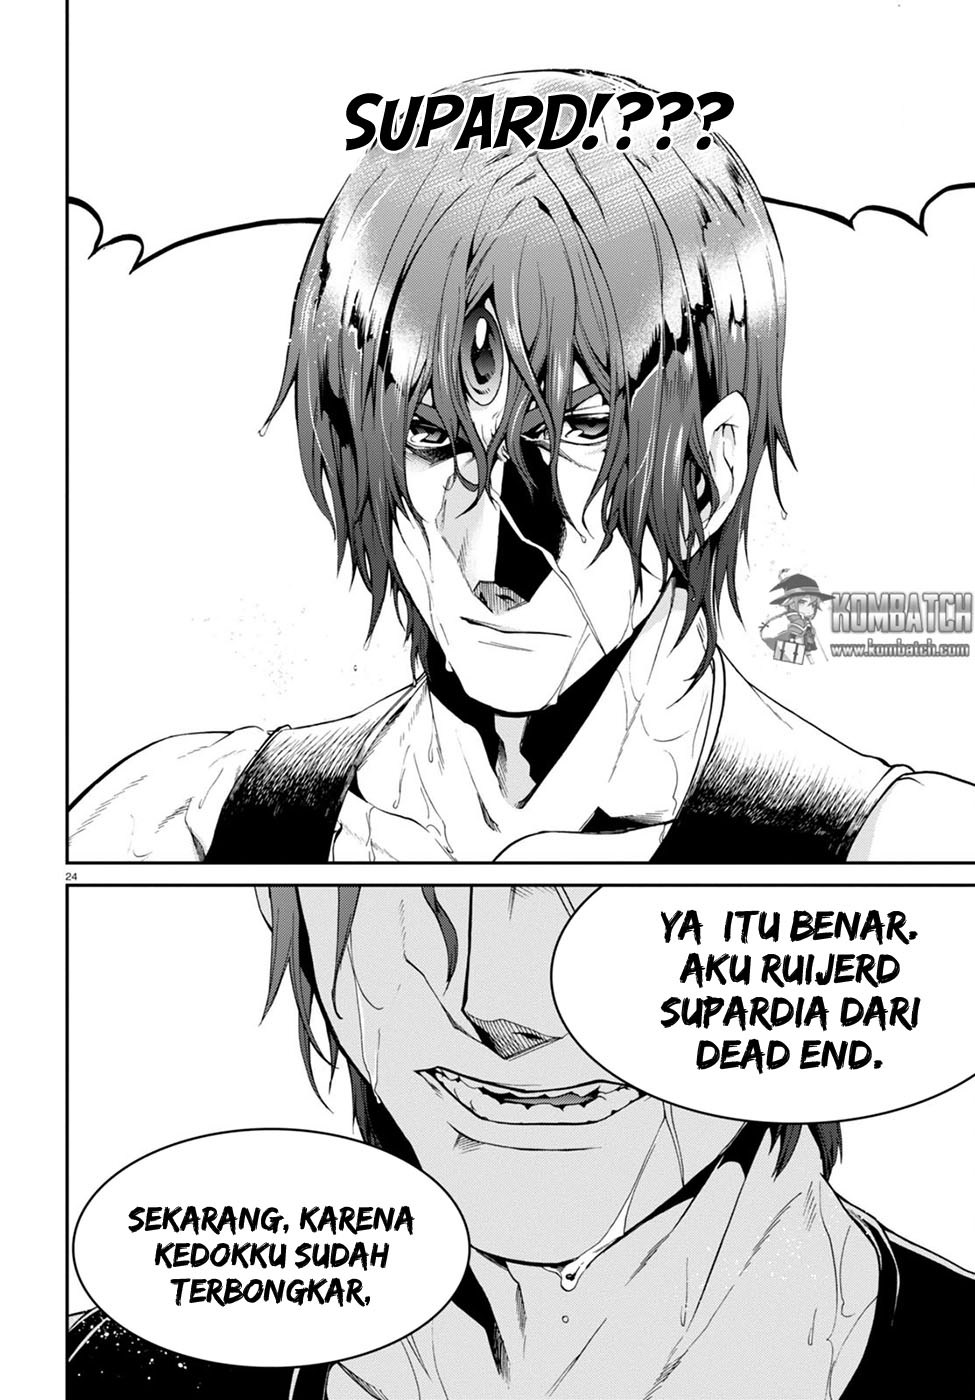 SUPARD!???
KOMBATCH
www.kombatch.com
24
YA ITU BENAR.
AKU RUIJERD
SUPARDIA DARI
DEAD END.
SEKARANG, KARENA
KEDOKKU SUDAH
TERBONGKAR,